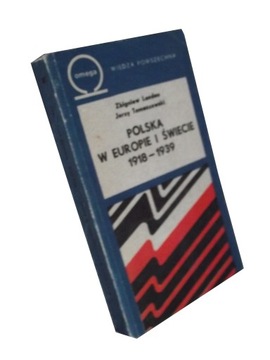 omega
WIEDZA POWSZECHNA
Zbigniew Landau
Jerzy Tomaszewski
POLSKA
W EUROPIE I ŚWIECIE
1918-1939